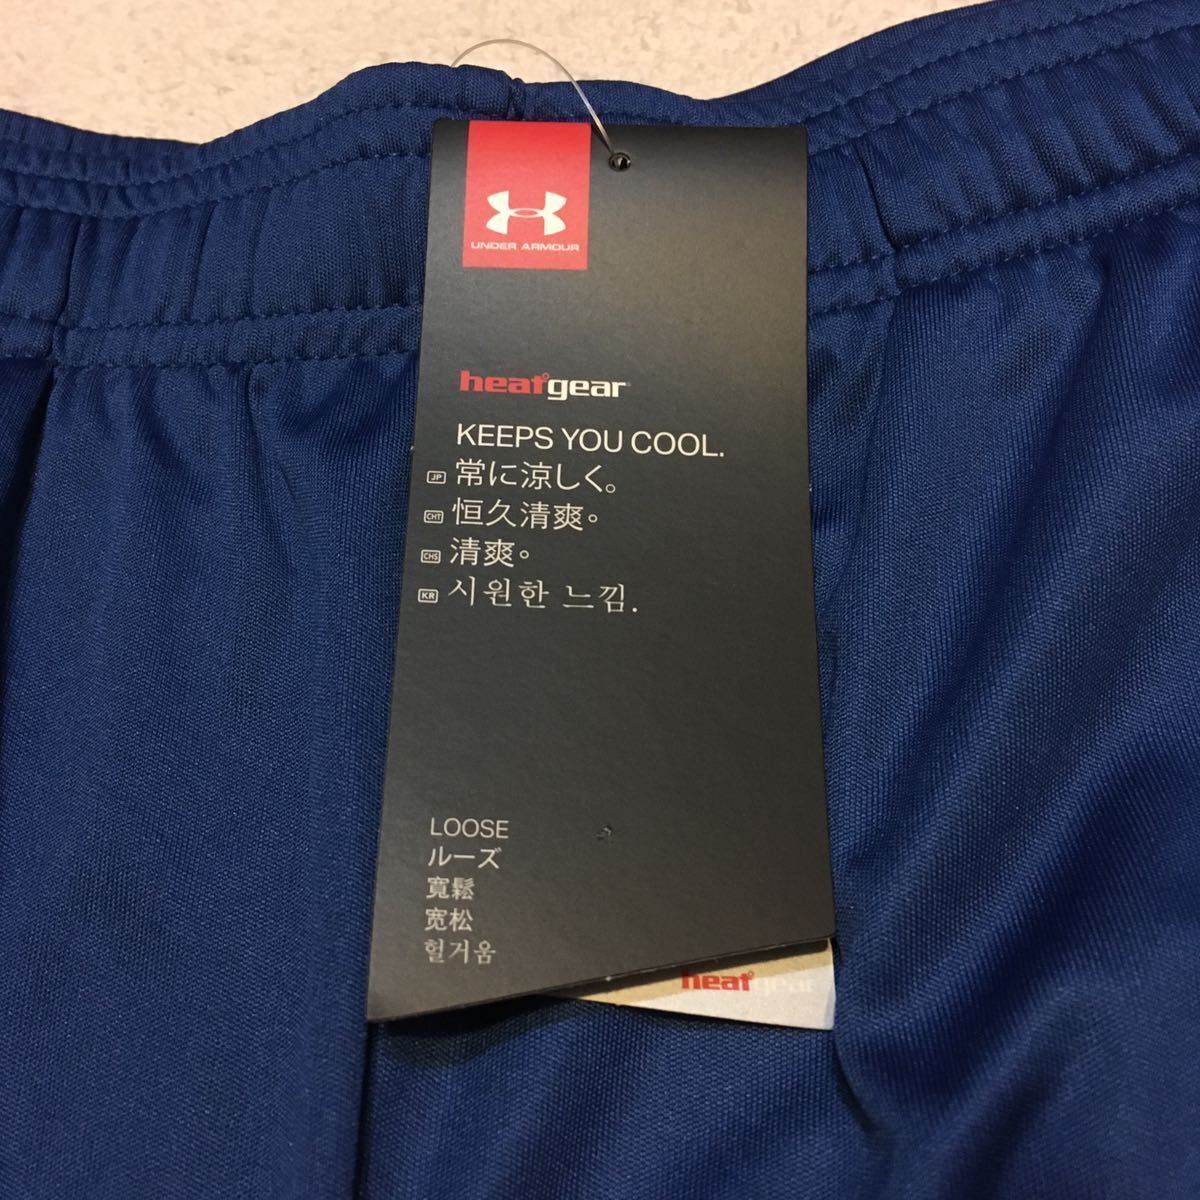 UNDER ARMOUR
heatgear
KEEPS YOU COOL.
JP 常に涼しく。
CHT 恒久清爽。
CHS 清爽。
KR 시원한 느낌.
LOOSE
ルーズ
寬鬆
宽松
헐거움
heatgear